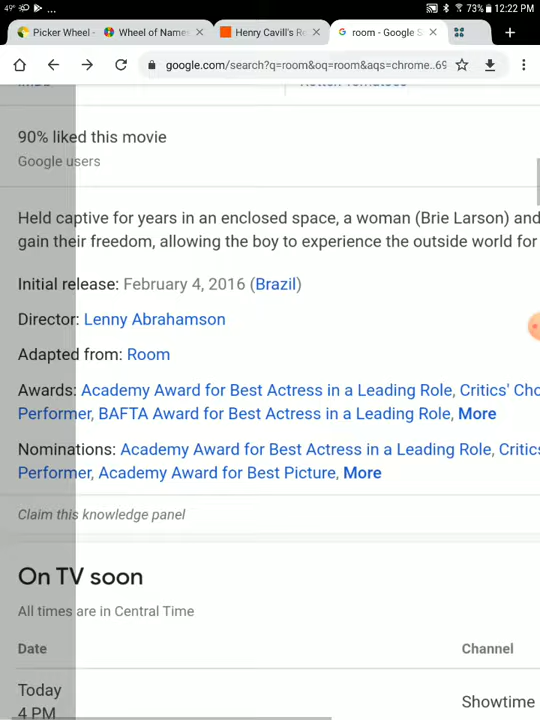 49° 73% 12:22 PM
Picker Wheel - Wheel of Names Henry Cavill's R room - Google S
google.com/search?q=room&oq=room&aqs=chrome..69
90% liked this movie
Google users
Held captive for years in an enclosed space, a woman (Brie Larson) and
gain their freedom, allowing the boy to experience the outside world for
Initial release: February 4, 2016 (Brazil)
Director: Lenny Abrahamson
Adapted from: Room
Awards: Academy Award for Best Actress in a Leading Role, Critics' Cho
Performer, BAFTA Award for Best Actress in a Leading Role, More
Nominations: Academy Award for Best Actress in a Leading Role, Critics
Performer, Academy Award for Best Picture, More
Claim this knowledge panel
On TV soon
All times are in Central Time
Date Channel
Today
4 PM Showtime